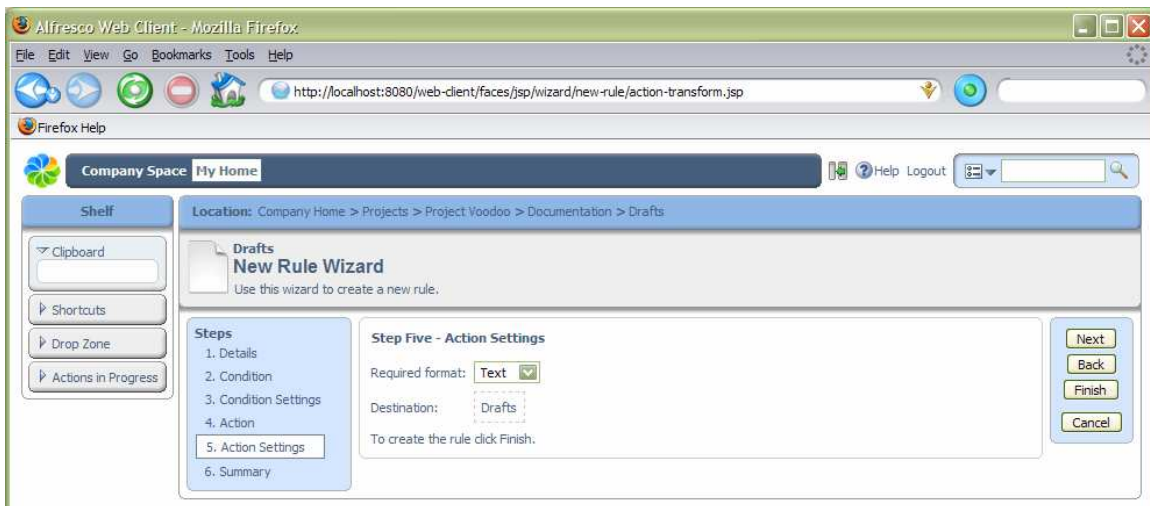 Alfresco Web Client - Mozilla Firefox
File Edit View Go Bookmarks Tools Help
http://localhost:8080/web-client/faces/jsp/wizard/new-rule/action-transform.jsp
Firefox Help
Company Space My Home Help Logout
Shelf
Location: Company Home > Projects > Project Voodoo > Documentation > Drafts
Clipboard
Shortcuts
Drop Zone
Actions in Progress
Drafts
New Rule Wizard
Use this wizard to create a new rule.
Steps
1. Details
2. Condition
3. Condition Settings
4. Action
5. Action Settings
6. Summary
Step Five - Action Settings
Required format: Text
Destination: Drafts
To create the rule click Finish.
Next
Back
Finish
Cancel